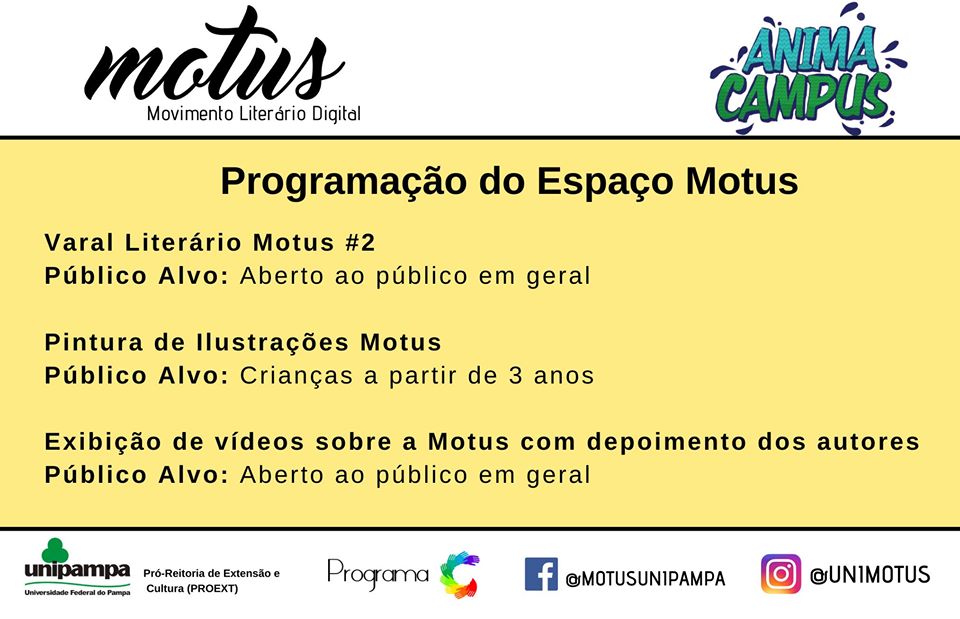 motus
Movimento Literário Digital
ANIMA
CAMPUS
Programação do Espaço Motus
Varal Literário Motus #2
Público Alvo: Aberto ao público em geral
Pintura de Ilustrações Motus
Público Alvo: Crianças a partir de 3 anos
Exibição de vídeos sobre a Motus com depoimento dos autores
Público Alvo: Aberto ao público em geral
unipampa
Universidade Federal do Pampa
Pró-Reitoria de Extensão e
Cultura (PROEXT)
Programa C
@MOTUSUNIPAMPA
@UNIMOTUS